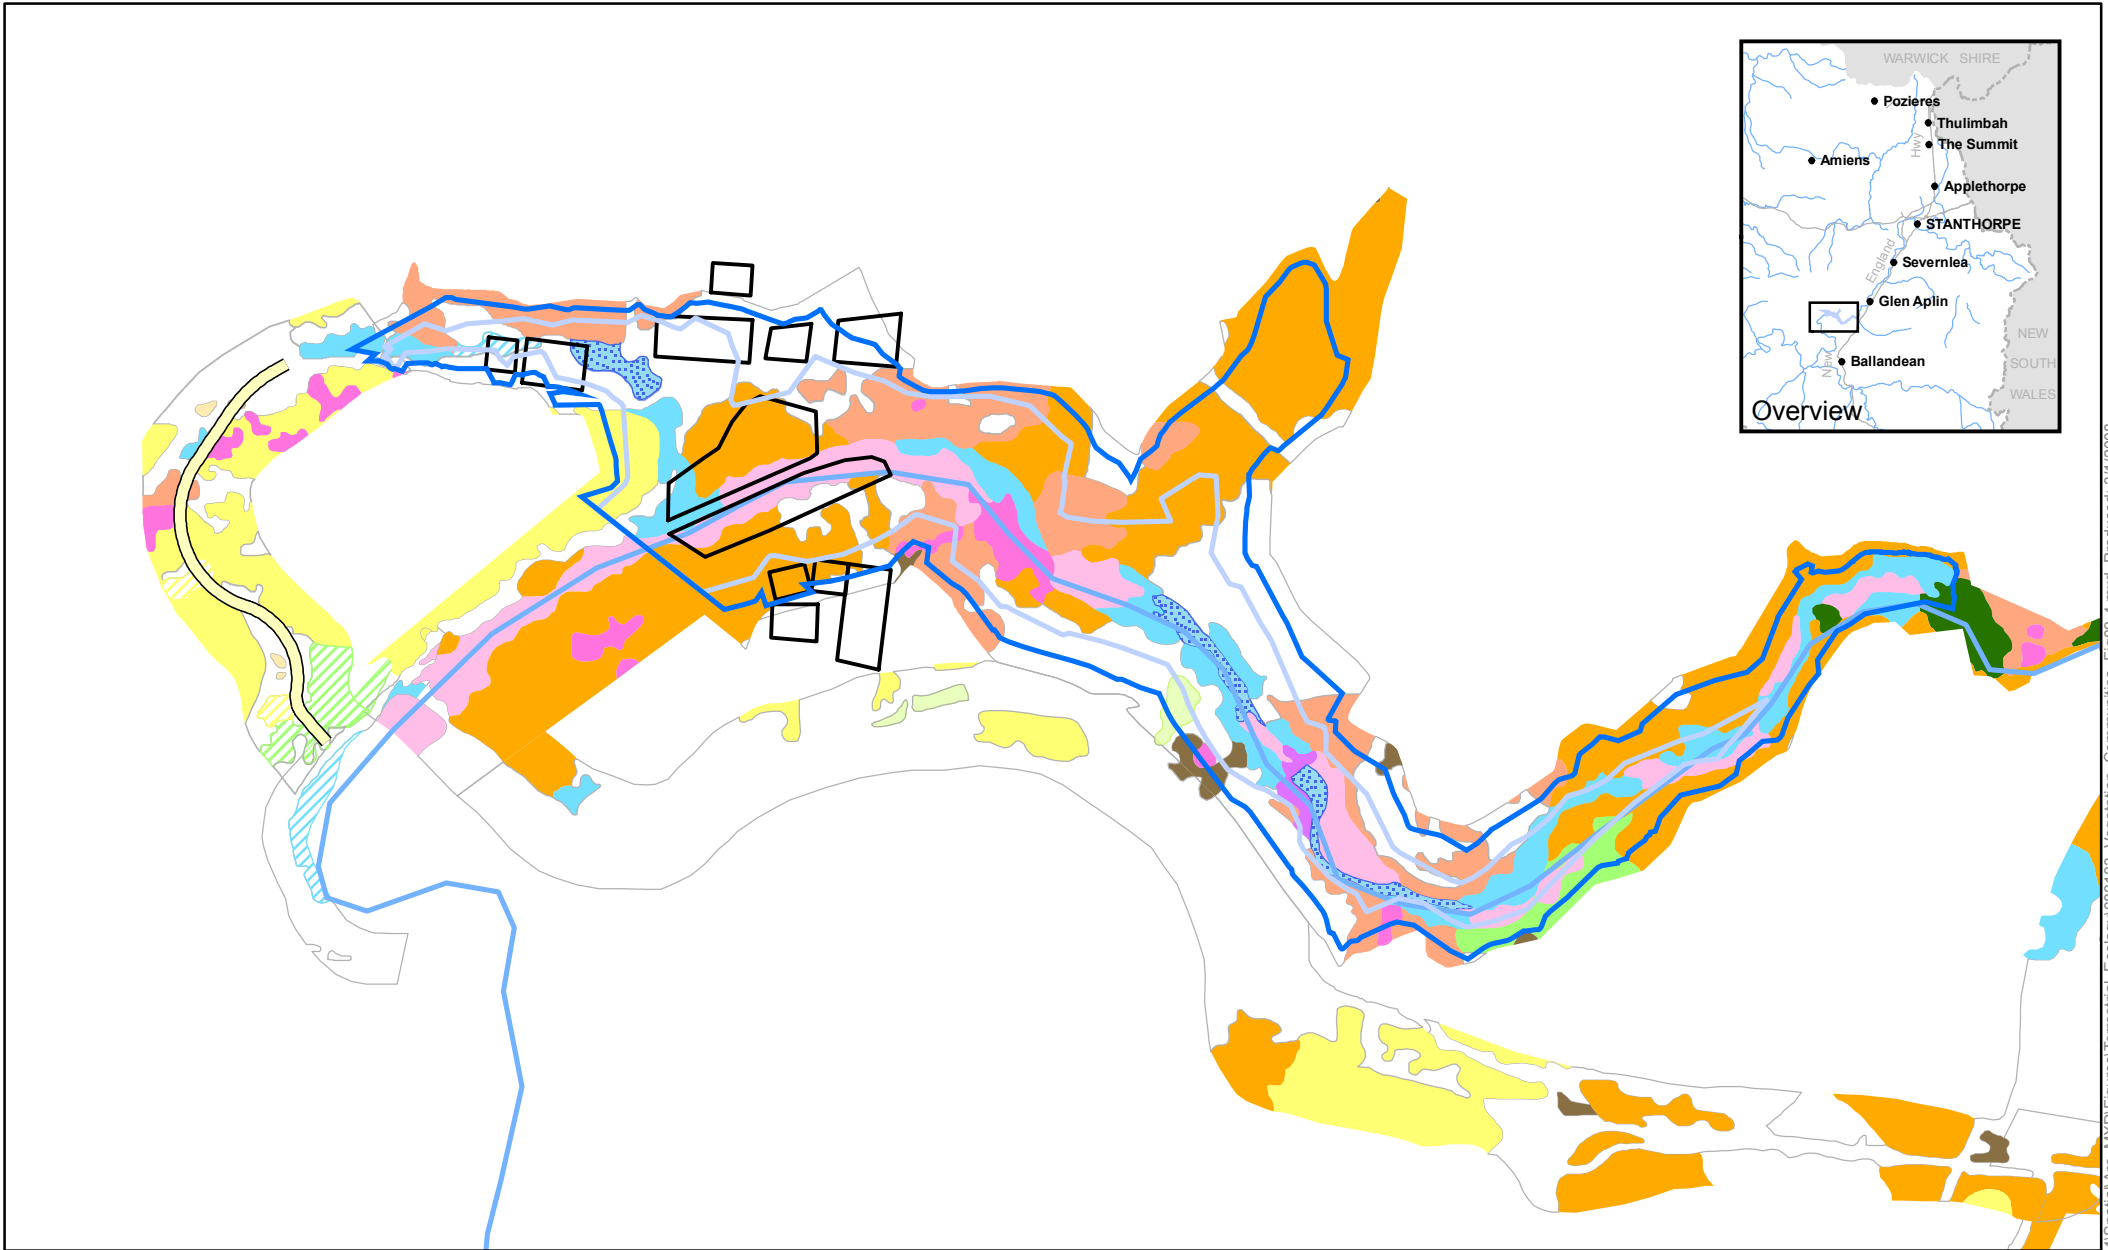 WARWICK SHIRE
Pozieres
Thulimbah
Hwy
The Summit
Amiens
Applethorpe
STANTHORPE
England
Severnlea
Glen Aplin
NEW
New
Ballandean
SOUTH
WALES
Overview